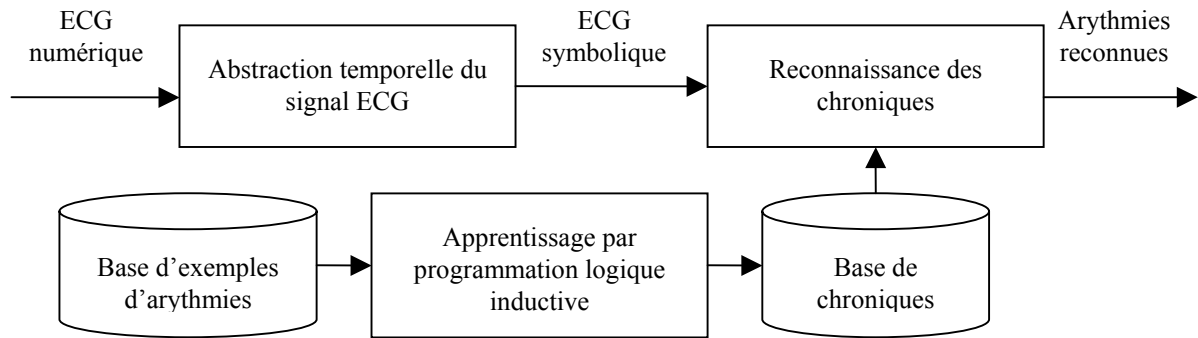 ECG
numérique
Abstraction temporelle du
signal ECG
ECG
symbolique
Reconnaissance des
chroniques
Arythmies
reconnues
Base d’exemples
d’arythmies
Apprentissage par
programmation logique
inductive
Base de
chroniques